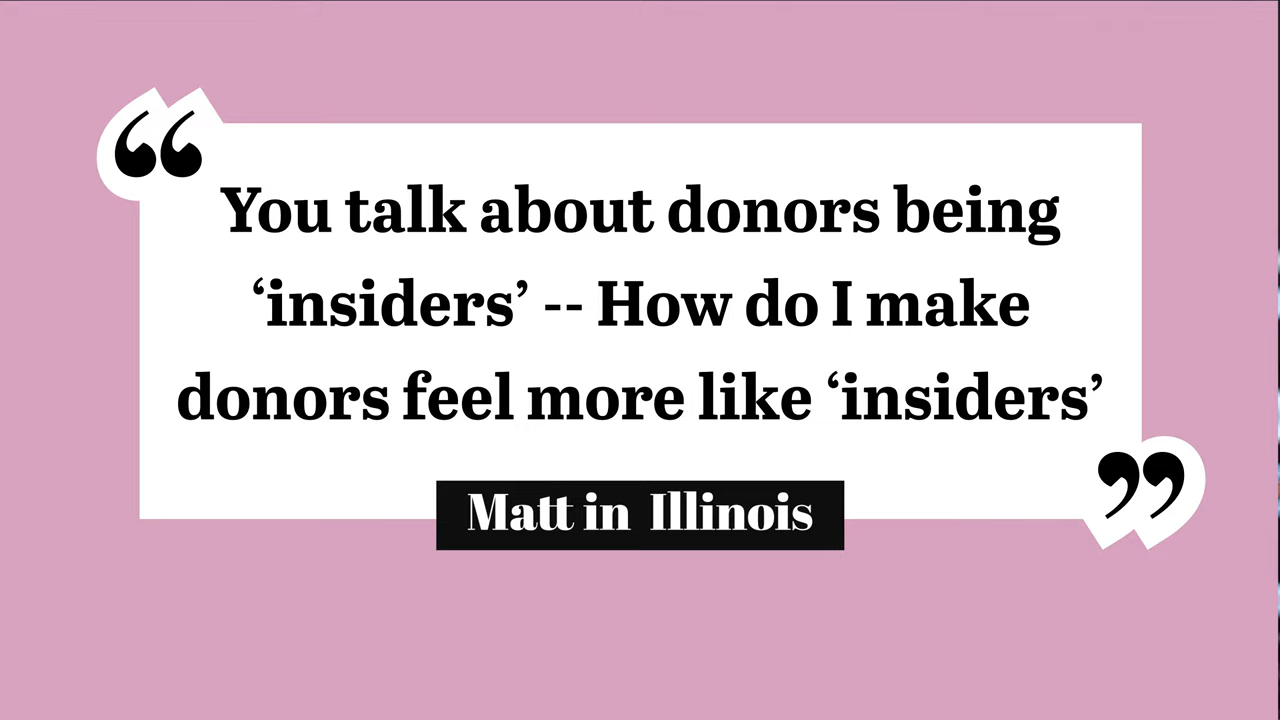 “
You talk about donors being
‘insiders’ -- How do I make
donors feel more like ‘insiders’
”
Matt in Illinois